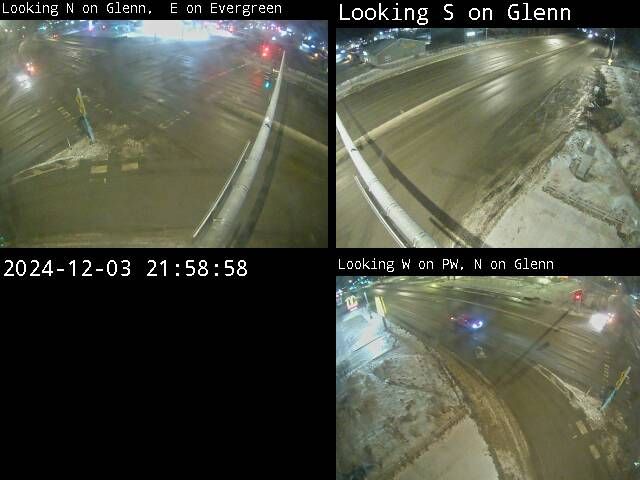 Looking N on Glenn,  E on Evergreen
Looking S on Glenn
2024-12-03 21:58:58
Looking W on PW, N on Glenn